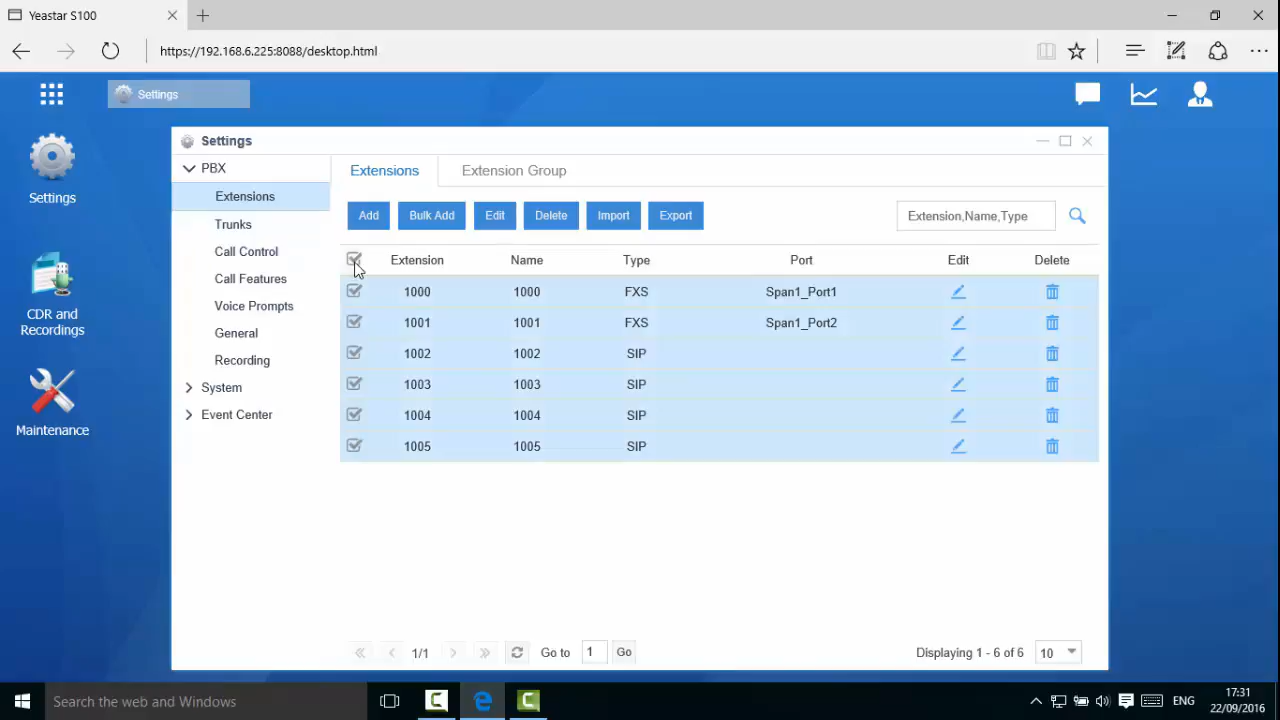 Yeastar S100
https://192.168.6.225:8088/desktop.html
Settings
Settings
CDR and
Recordings
Maintenance
Settings
PBX
Extensions
Trunks
Call Control
Call Features
Voice Prompts
General
Recording
System
Event Center
Extensions Extension Group
Add Bulk Add Edit Delete Import Export Extension,Name,Type
Extension Name Type Port Edit Delete
1000 1000 FXS Span1_Port1
1001 1001 FXS Span1_Port2
1002 1002 SIP
1003 1003 SIP
1004 1004 SIP
1005 1005 SIP
1/1 Go to 1 Go Displaying 1 - 6 of 6 10
Search the web and Windows
ENG
17:31
22/09/2016